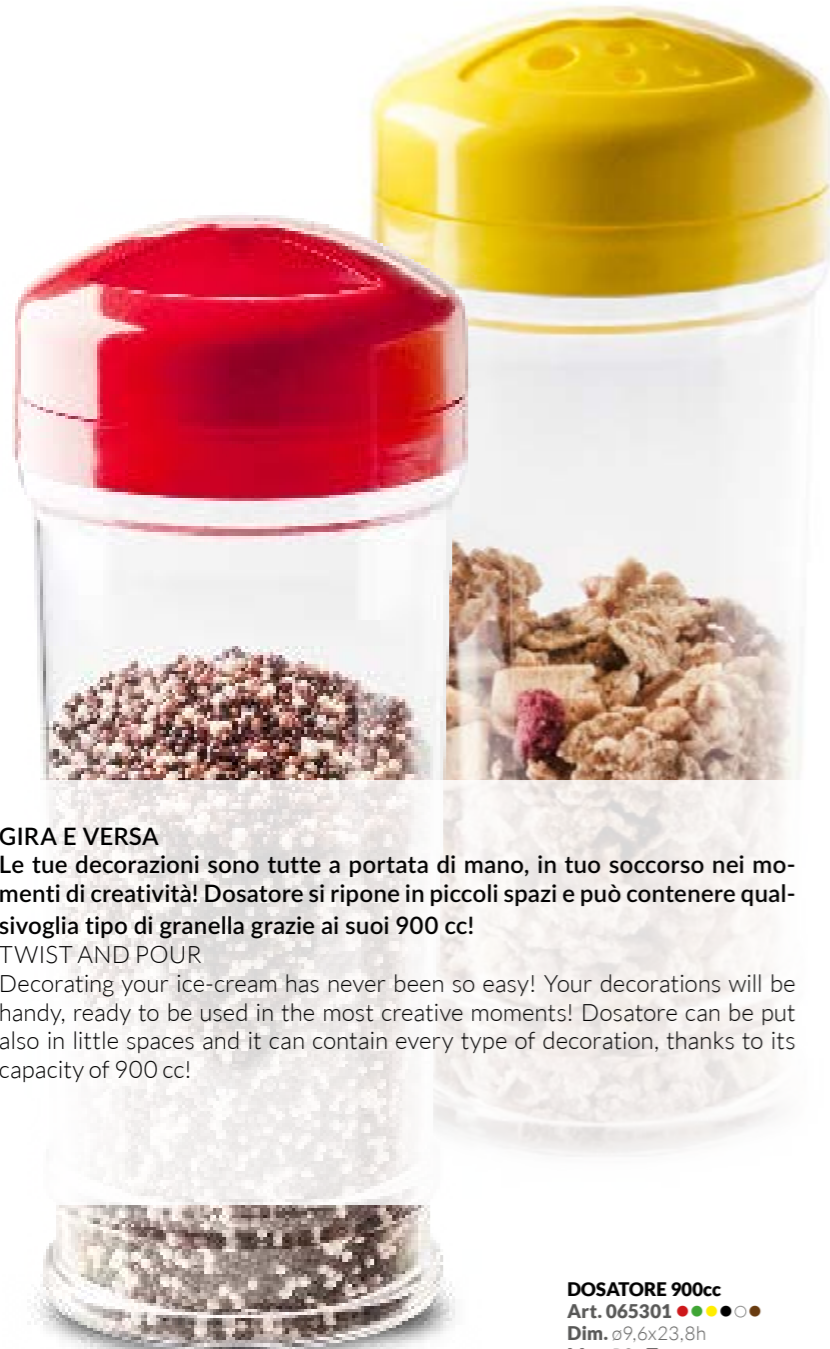 GIRA E VERSA
Le tue decorazioni sono tutte a portata di mano, in tuo soccorso nei mo-
menti di creatività! Dosatore si ripone in piccoli spazi e può contenere qual-
sivoglia tipo di granella grazie ai suoi 900 cc!
TWIST AND POUR
Decorating your ice-cream has never been so easy! Your decorations will be
handy, ready to be used in the most creative moments! Dosatore can be put
also in little spaces and it can contain every type of decoration, thanks to its
capacity of 900 cc!
DOSATORE 900cc
Art. 065301
Dim. ø9,6x23,8h